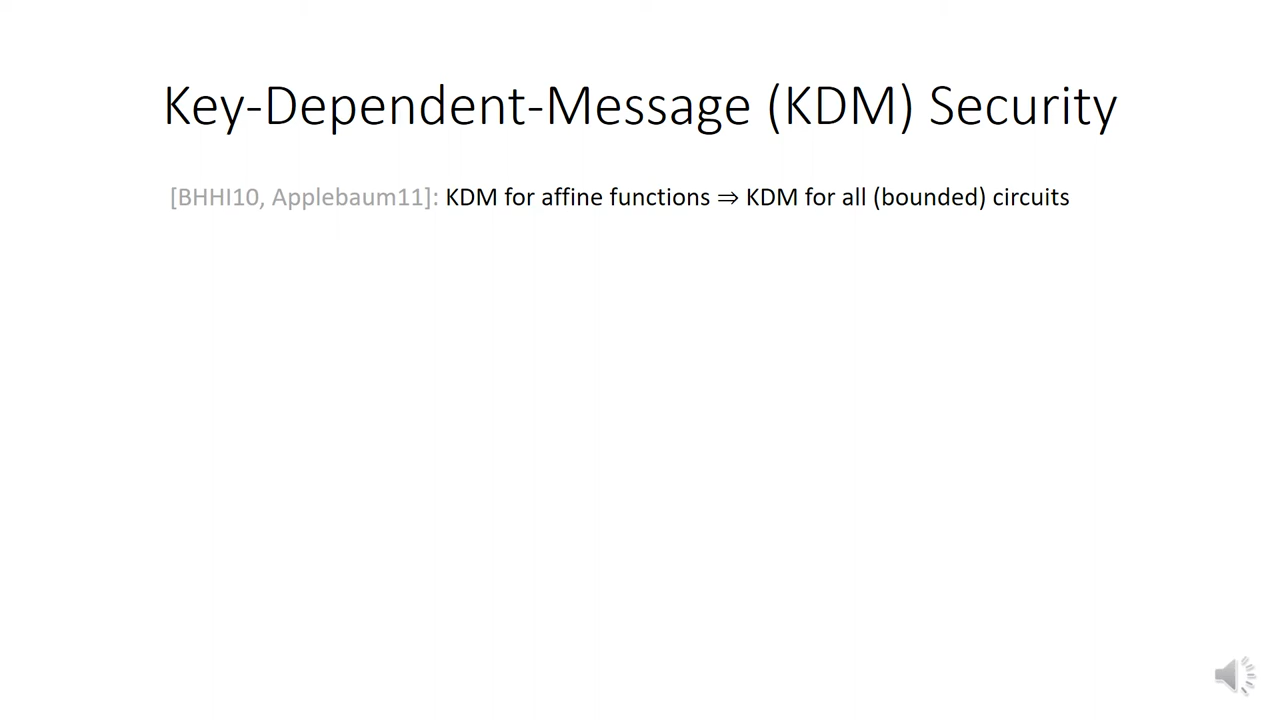 Key-Dependent-Message (KDM) Security
[BHHI10, Applebaum11]: KDM for affine functions ⇒ KDM for all (bounded) circuits